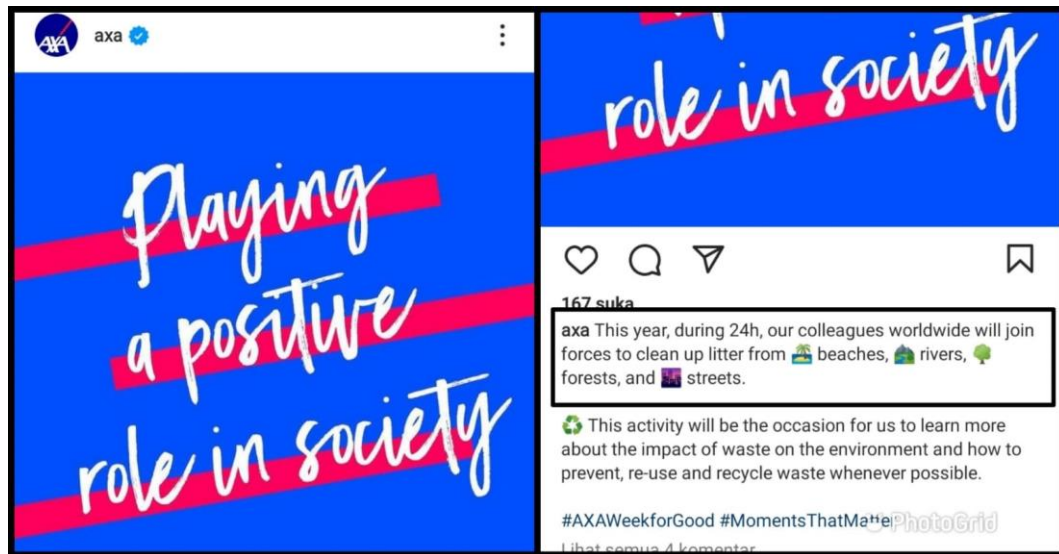 AXA
axa
Playing
a positive
role in society
role in society
167 suka
axa This year, during 24h, our colleagues worldwide will join
forces to clean up litter from 🏝️ beaches, 🏞️ rivers, 🌳
forests, and 🌆 streets.
♻️ This activity will be the occasion for us to learn more
about the impact of waste on the environment and how to
prevent, re-use and recycle waste whenever possible.
#AXAWeekforGood #MomentsThatMatter
PhotoGrid
Lihat semua 4 komentar